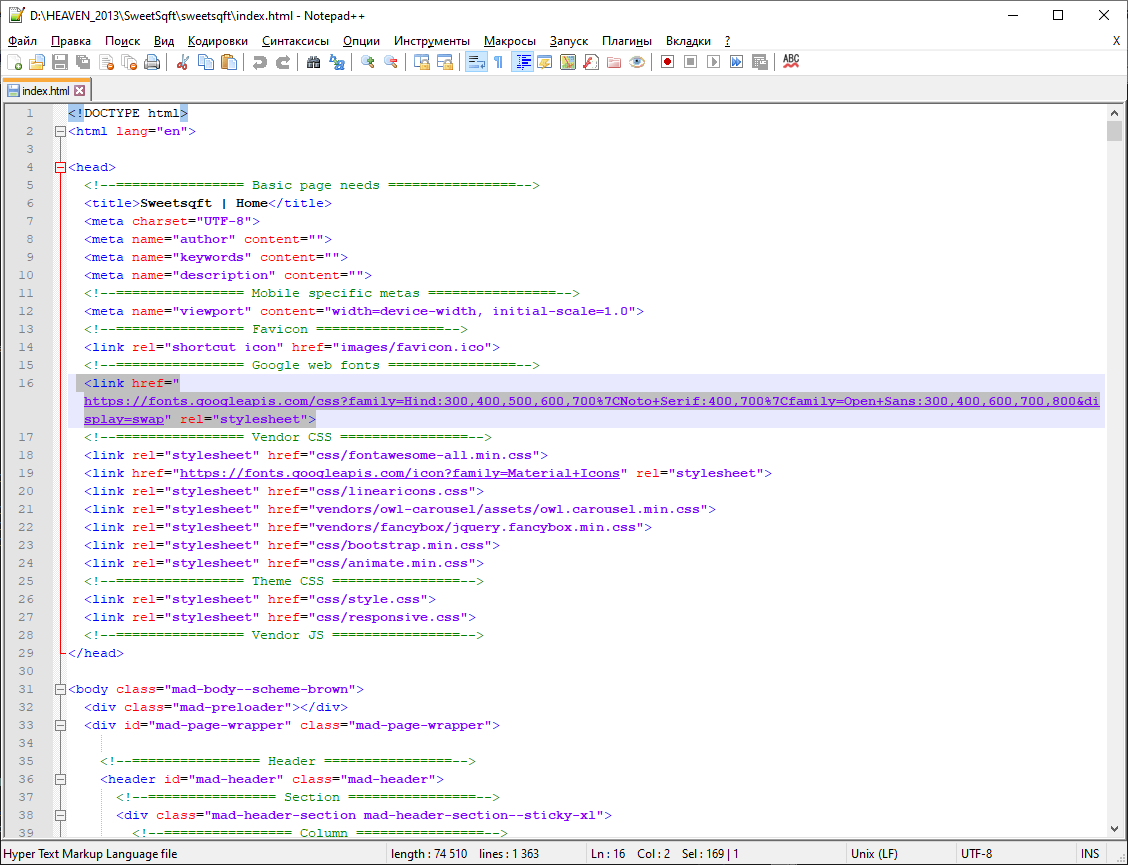 D:\HEAVEN_2013\SweetSqft\sweetsqft\index.html - Notepad++
Файл Правка Поиск Вид Кодировки Синтаксисы Опции Инструменты Макросы Запуск Плагины Вкладки ? X
ABC
index.html
1 <!DOCTYPE html>
2 <html lang="en">
3
4 <head>
5 <!--================ Basic page needs ================-->
6 <title>Sweetsqft | Home</title>
7 <meta charset="UTF-8">
8 <meta name="author" content="">
9 <meta name="keywords" content="">
10 <meta name="description" content="">
11 <!--================ Mobile specific metas ================-->
12 <meta name="viewport" content="width=device-width, initial-scale=1.0">
13 <!--================ Favicon ================-->
14 <link rel="shortcut icon" href="images/favicon.ico">
15 <!--================ Google web fonts ================-->
16 <link href="
https://fonts.googleapis.com/css?family=Hind:300,400,500,600,700%7CNoto+Serif:400,700%7Cfamily=Open+Sans:300,400,600,700,800&di
splay=swap" rel="stylesheet">
17 <!--================ Vendor CSS ================-->
18 <link rel="stylesheet" href="css/fontawesome-all.min.css">
19 <link href="https://fonts.googleapis.com/icon?family=Material+Icons" rel="stylesheet">
20 <link rel="stylesheet" href="css/linearicons.css">
21 <link rel="stylesheet" href="vendors/owl-carousel/assets/owl.carousel.min.css">
22 <link rel="stylesheet" href="vendors/fancybox/jquery.fancybox.min.css">
23 <link rel="stylesheet" href="css/bootstrap.min.css">
24 <link rel="stylesheet" href="css/animate.min.css">
25 <!--================ Theme CSS ================-->
26 <link rel="stylesheet" href="css/style.css">
27 <link rel="stylesheet" href="css/responsive.css">
28 <!--================ Vendor JS ================-->
29 </head>
30
31 <body class="mad-body--scheme-brown">
32 <div class="mad-preloader"></div>
33 <div id="mad-page-wrapper" class="mad-page-wrapper">
34
35 <!--================ Header ================-->
36 <header id="mad-header" class="mad-header">
37 <!--================ Section ================-->
38 <div class="mad-header-section mad-header-section--sticky-xl">
39 <!--================ Column ================-->
Hyper Text Markup Language file length : 74 510 lines : 1 363 Ln : 16 Col : 2 Sel : 169 | 1 Unix (LF) UTF-8 INS